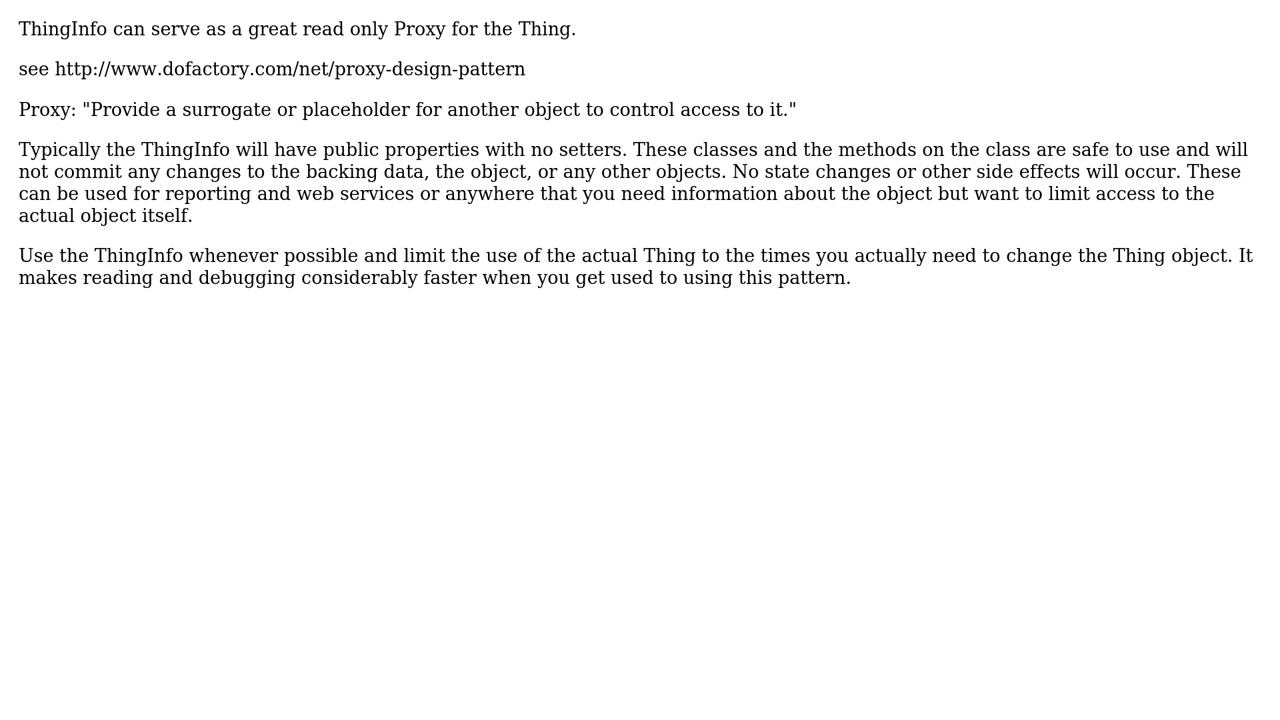 ThingInfo can serve as a great read only Proxy for the Thing.
see http://www.dofactory.com/net/proxy-design-pattern
Proxy: "Provide a surrogate or placeholder for another object to control access to it."
Typically the ThingInfo will have public properties with no setters. These classes and the methods on the class are safe to use and will
not commit any changes to the backing data, the object, or any other objects. No state changes or other side effects will occur. These
can be used for reporting and web services or anywhere that you need information about the object but want to limit access to the
actual object itself.
Use the ThingInfo whenever possible and limit the use of the actual Thing to the times you actually need to change the Thing object. It
makes reading and debugging considerably faster when you get used to using this pattern.